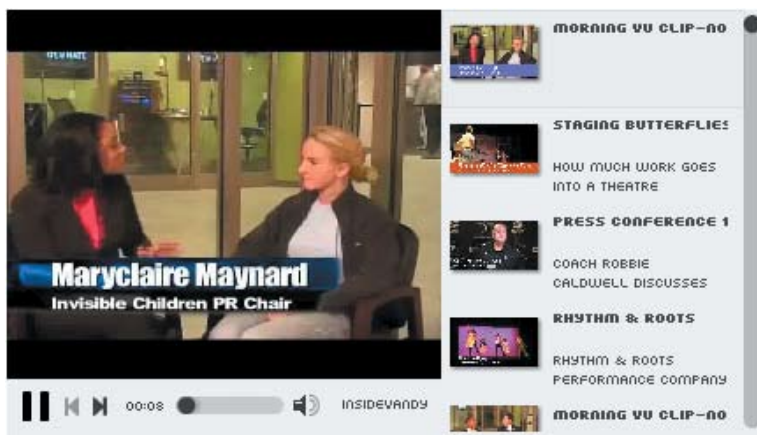 Maryclaire Maynard
Invisible Children PR Chair
00:08
INSIDEVANDY
MORNING VU CLIP-NO
STAGING BUTTERFLIES
HOW MUCH WORK GOES
INTO A THEATRE
PRESS CONFERENCE 1
COACH ROBBIE
CALDWELL DISCUSSES
RHYTHM & ROOTS
RHYTHM & ROOTS
PERFORMANCE COMPANY
MORNING VU CLIP-NO